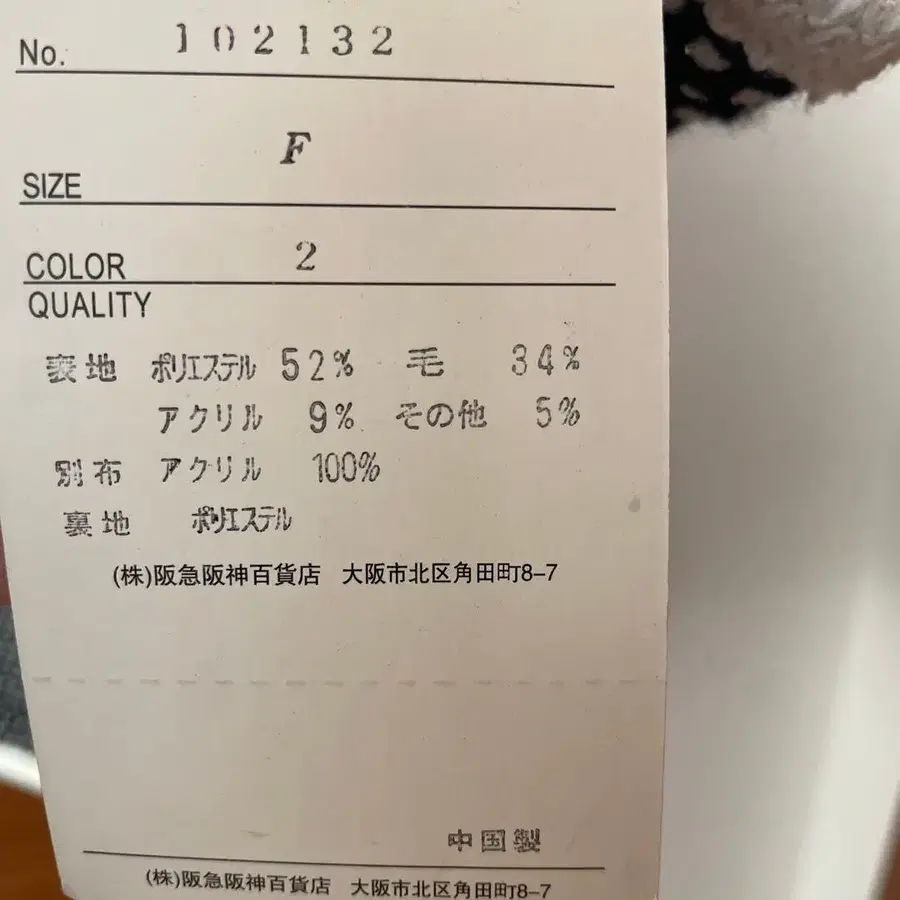 No. 102132
SIZE F
COLOR 2
QUALITY
表地 ポリエステル 52% 毛 34%
アクリル 9% その他 5%
別布 アクリル 100%
裏地 ポリエステル
(株)阪急阪神百貨店 大阪市北区角田町8-7
中国製
(株)阪急阪神百貨店 大阪市北区角田町8-7